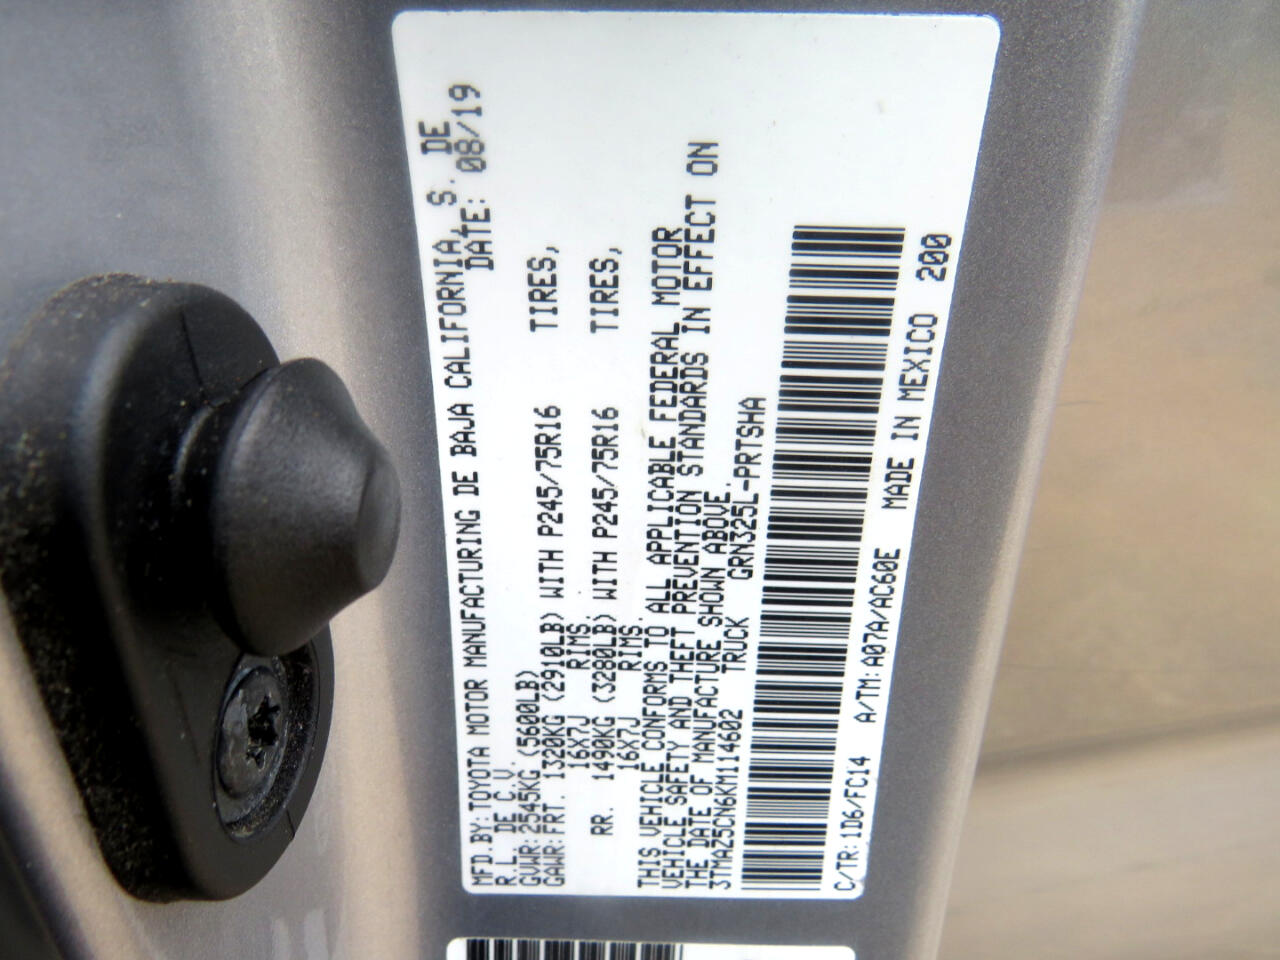 MFD.BY:TOYOTA MOTOR MANUFACTURING DE BAJA CALIFORNIA, S. DE
R.L. DE C.V. DATE: 08/19
GVWR:2545KG (5600LB)
GAWR:FRT. 1320KG (2910LB) WITH P245/75R16 TIRES,
16X7J RIMS.
RR. 1490KG (3280LB) WITH P245/75R16 TIRES,
16X7J RIMS.
THIS VEHICLE CONFORMS TO ALL APPLICABLE FEDERAL MOTOR
VEHICLE SAFETY AND THEFT PREVENTION STANDARDS IN EFFECT ON
THE DATE OF MANUFACTURE SHOWN ABOVE.
3TMAZ5CN6KM114602 TRUCK GRN325L-PRTSHA
C/TR:1D6/FC14 A/TM:A07A/AC60E MADE IN MEXICO 200